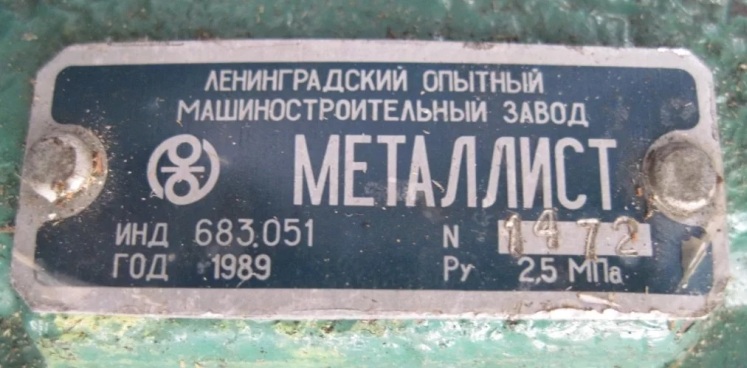 ЛЕНИНГРАДСКИЙ ОПЫТНЫЙ
МАШИНОСТРОИТЕЛЬНЫЙ ЗАВОД
МЕТАЛЛИСТ
ИНД 683.051 N 1472
ГОД 1989 Ру 2,5 МПа